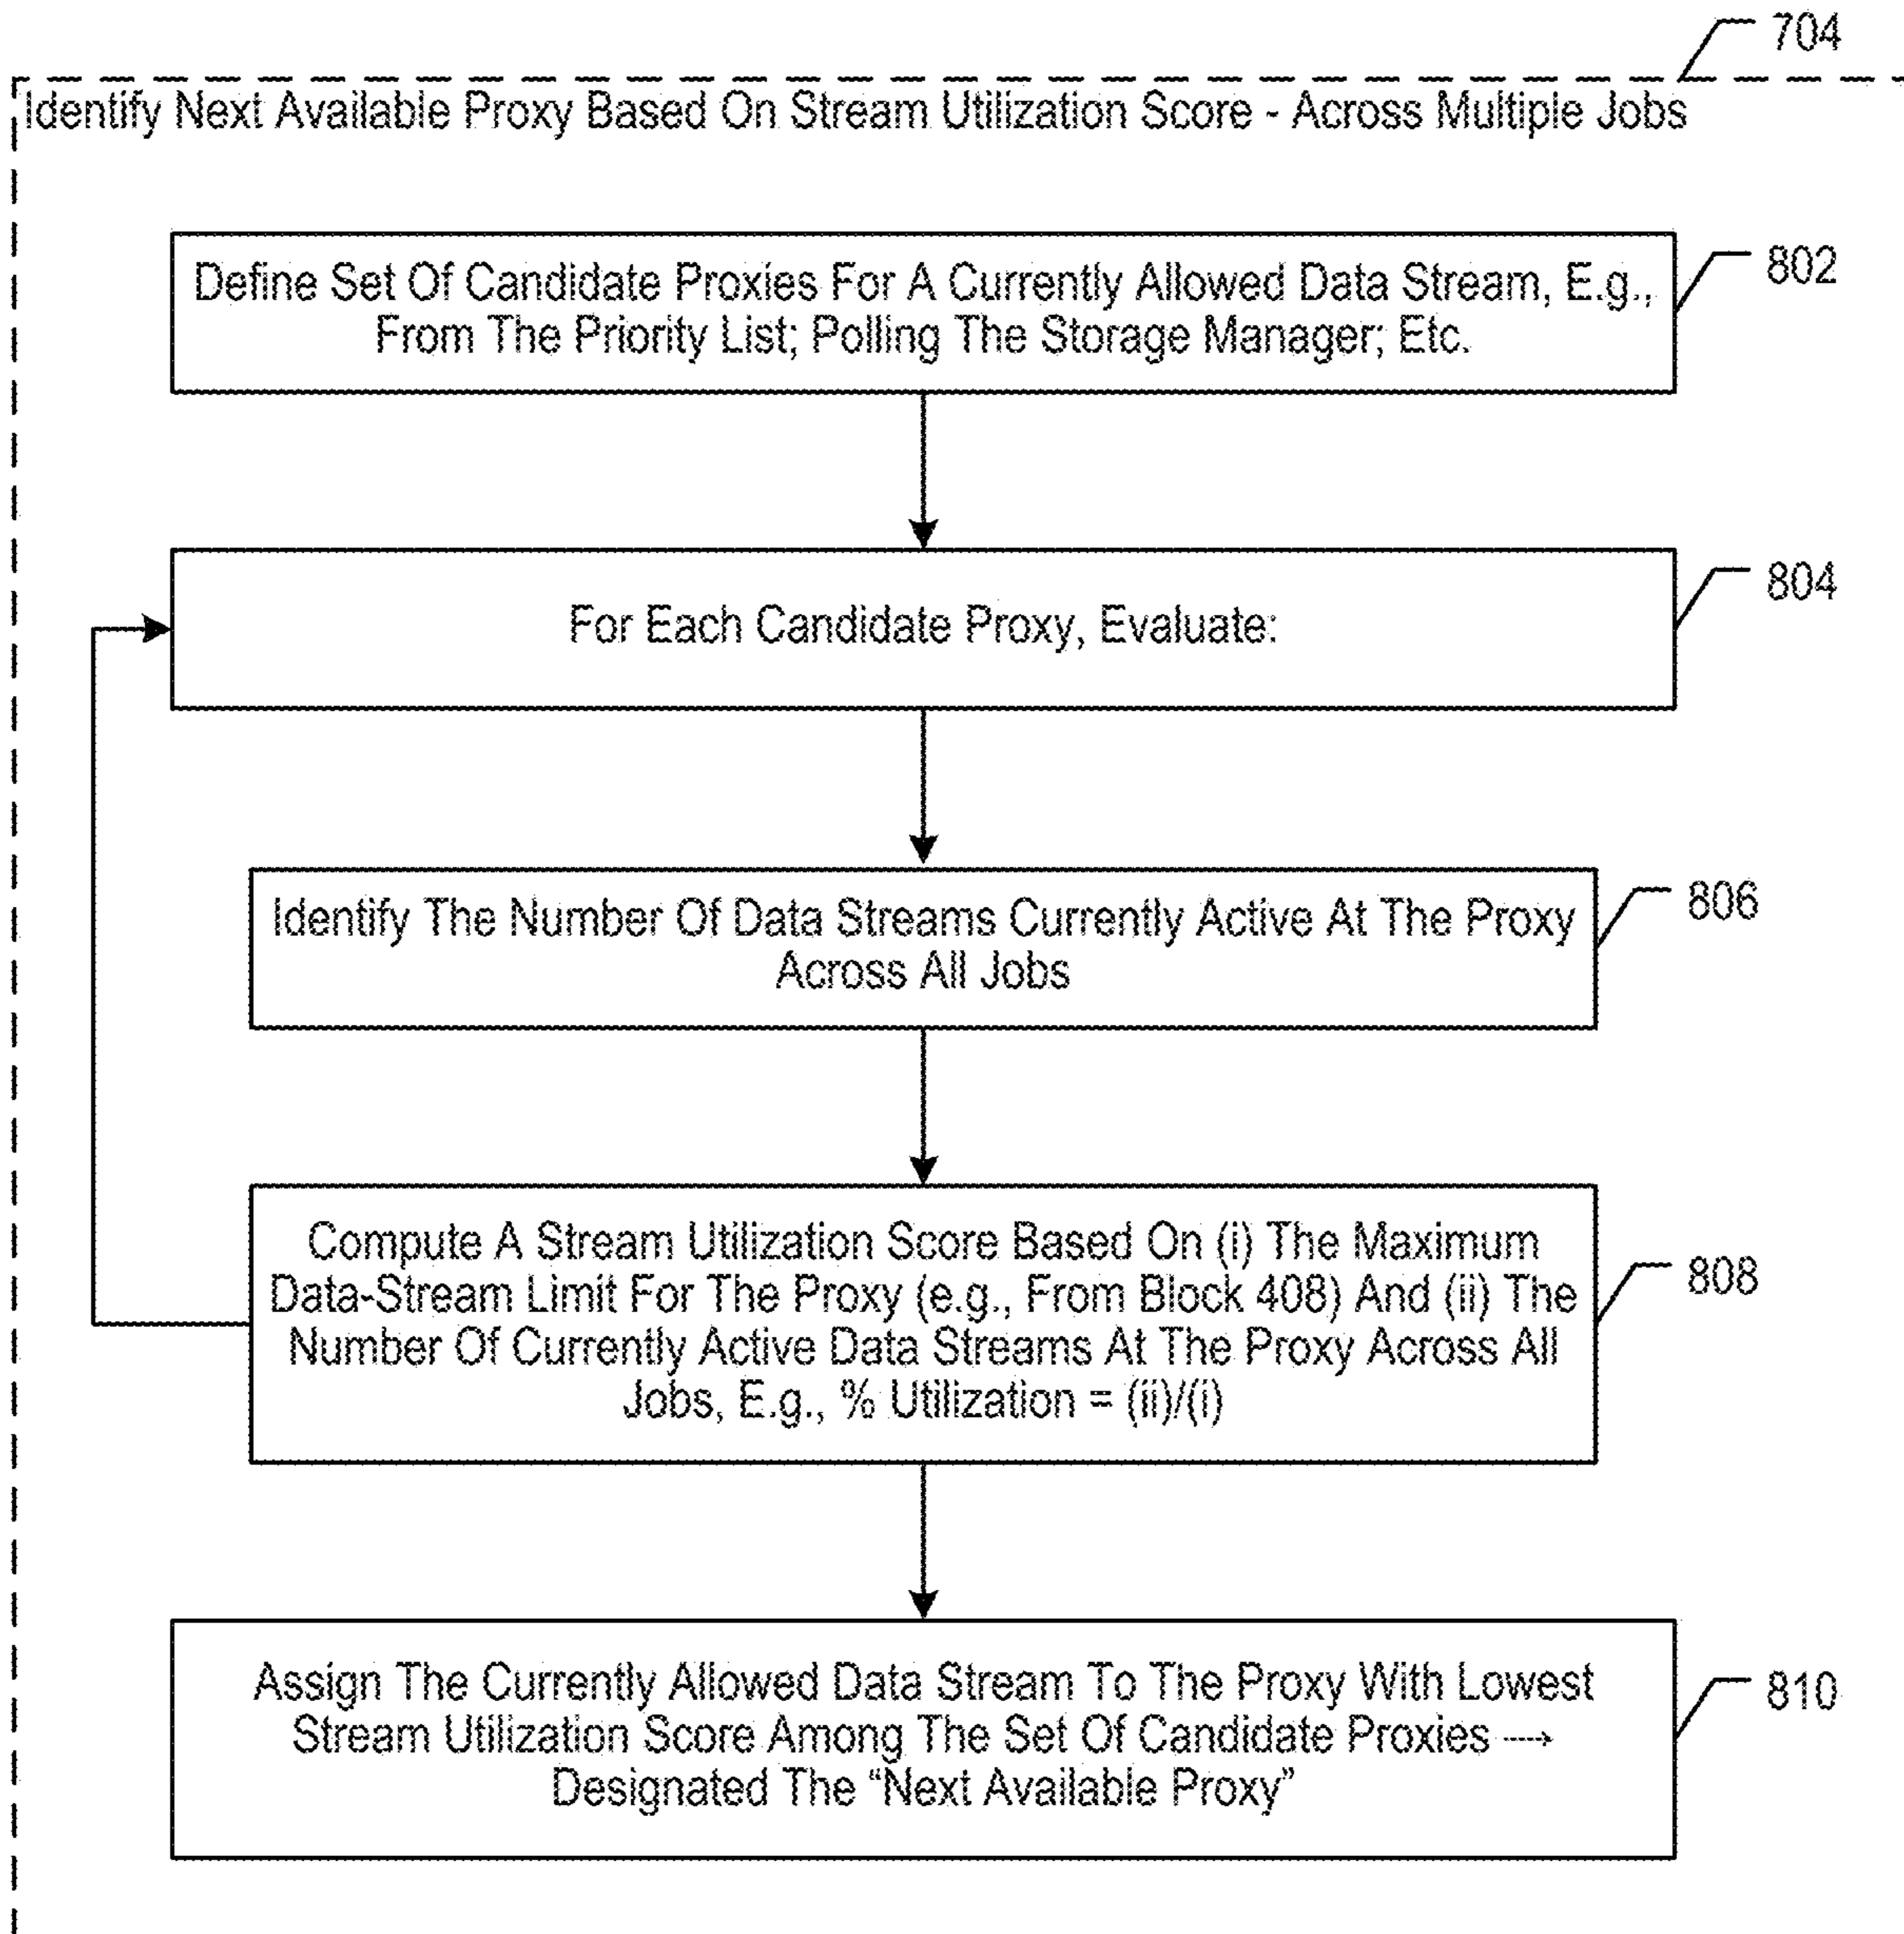 704
Identify Next Available Proxy Based On Stream Utilization Score - Across Multiple Jobs
Define Set Of Candidate Proxies For A Currently Allowed Data Stream, E.g.,
From The Priority List; Polling The Storage Manager; Etc.
802
For Each Candidate Proxy, Evaluate:
804
Identify The Number Of Data Streams Currently Active At The Proxy
Across All Jobs
806
Compute A Stream Utilization Score Based On (i) The Maximum
Data-Stream Limit For The Proxy (e.g., From Block 408) And (ii) The
Number Of Currently Active Data Streams At The Proxy Across All
Jobs, E.g., % Utilization = (ii)/(i)
808
Assign The Currently Allowed Data Stream To The Proxy With Lowest
Stream Utilization Score Among The Set Of Candidate Proxies ---→
Designated The “Next Available Proxy”
810